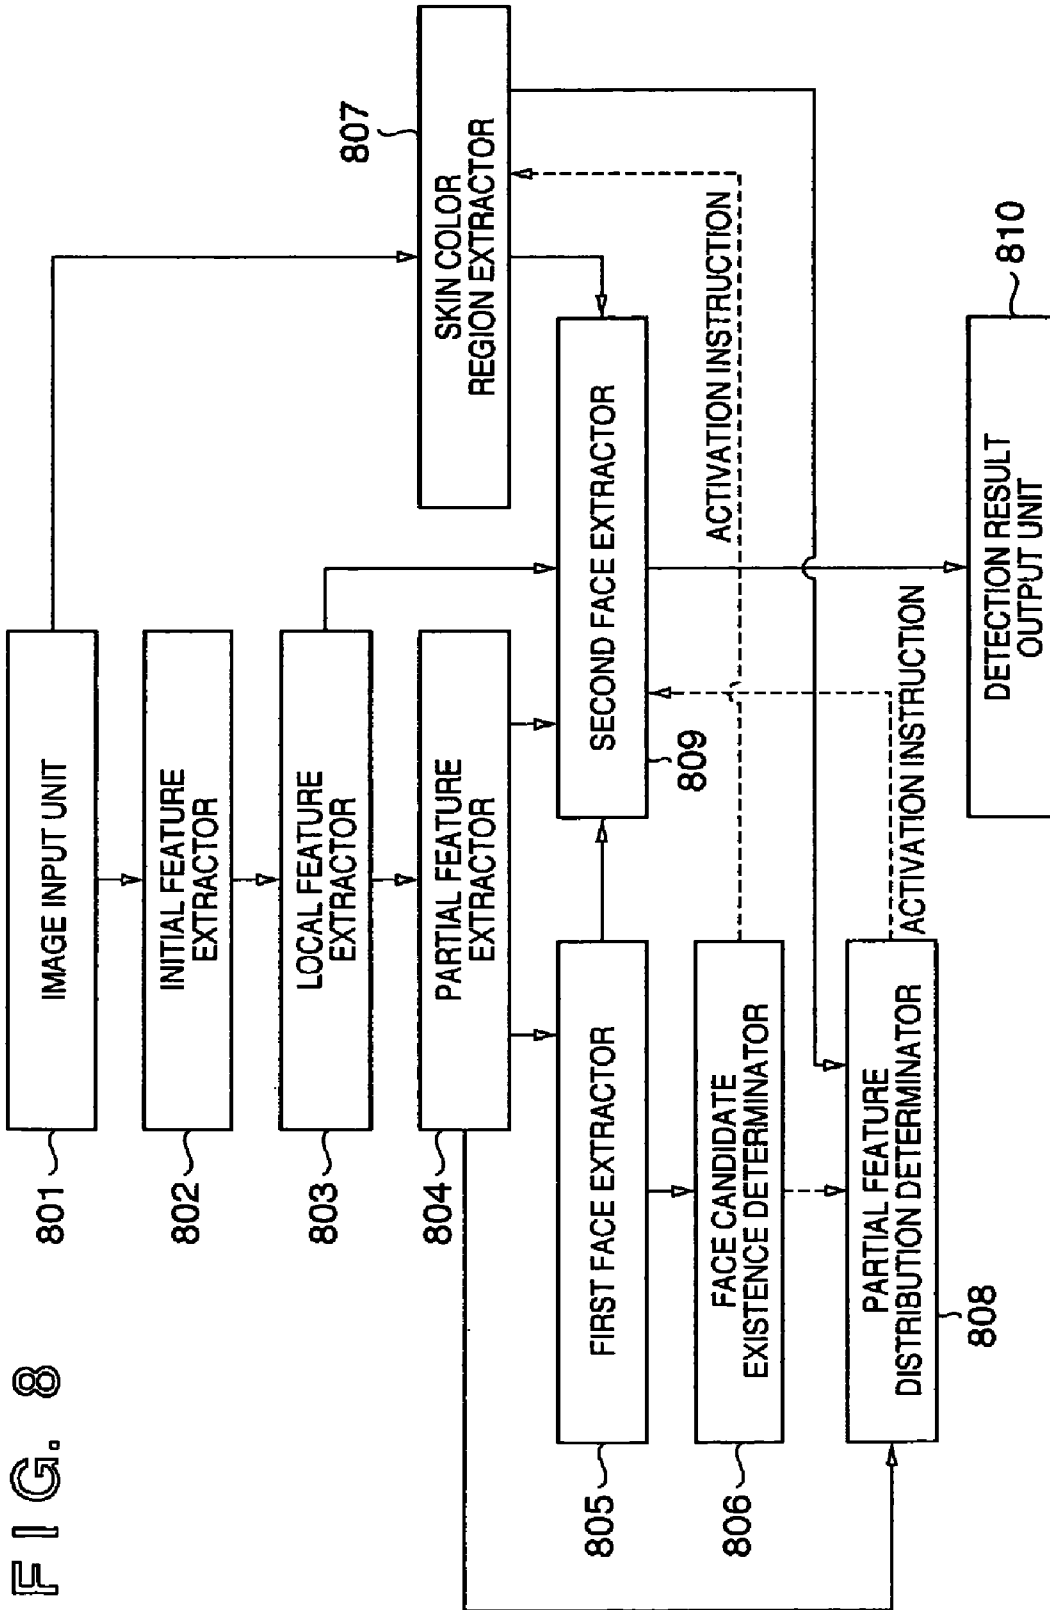 FIG. 8
801
IMAGE INPUT UNIT
802
INITIAL FEATURE
EXTRACTOR
803
LOCAL FEATURE
EXTRACTOR
804
PARTIAL FEATURE
EXTRACTOR
807
SKIN COLOR
REGION EXTRACTOR
805
FIRST FACE EXTRACTOR
SECOND FACE EXTRACTOR
809
806
FACE CANDIDATE
EXISTENCE DETERMINATOR
ACTIVATION INSTRUCTION
PARTIAL FEATURE
DISTRIBUTION DETERMINATOR
808
ACTIVATION INSTRUCTION
DETECTION RESULT
OUTPUT UNIT
810